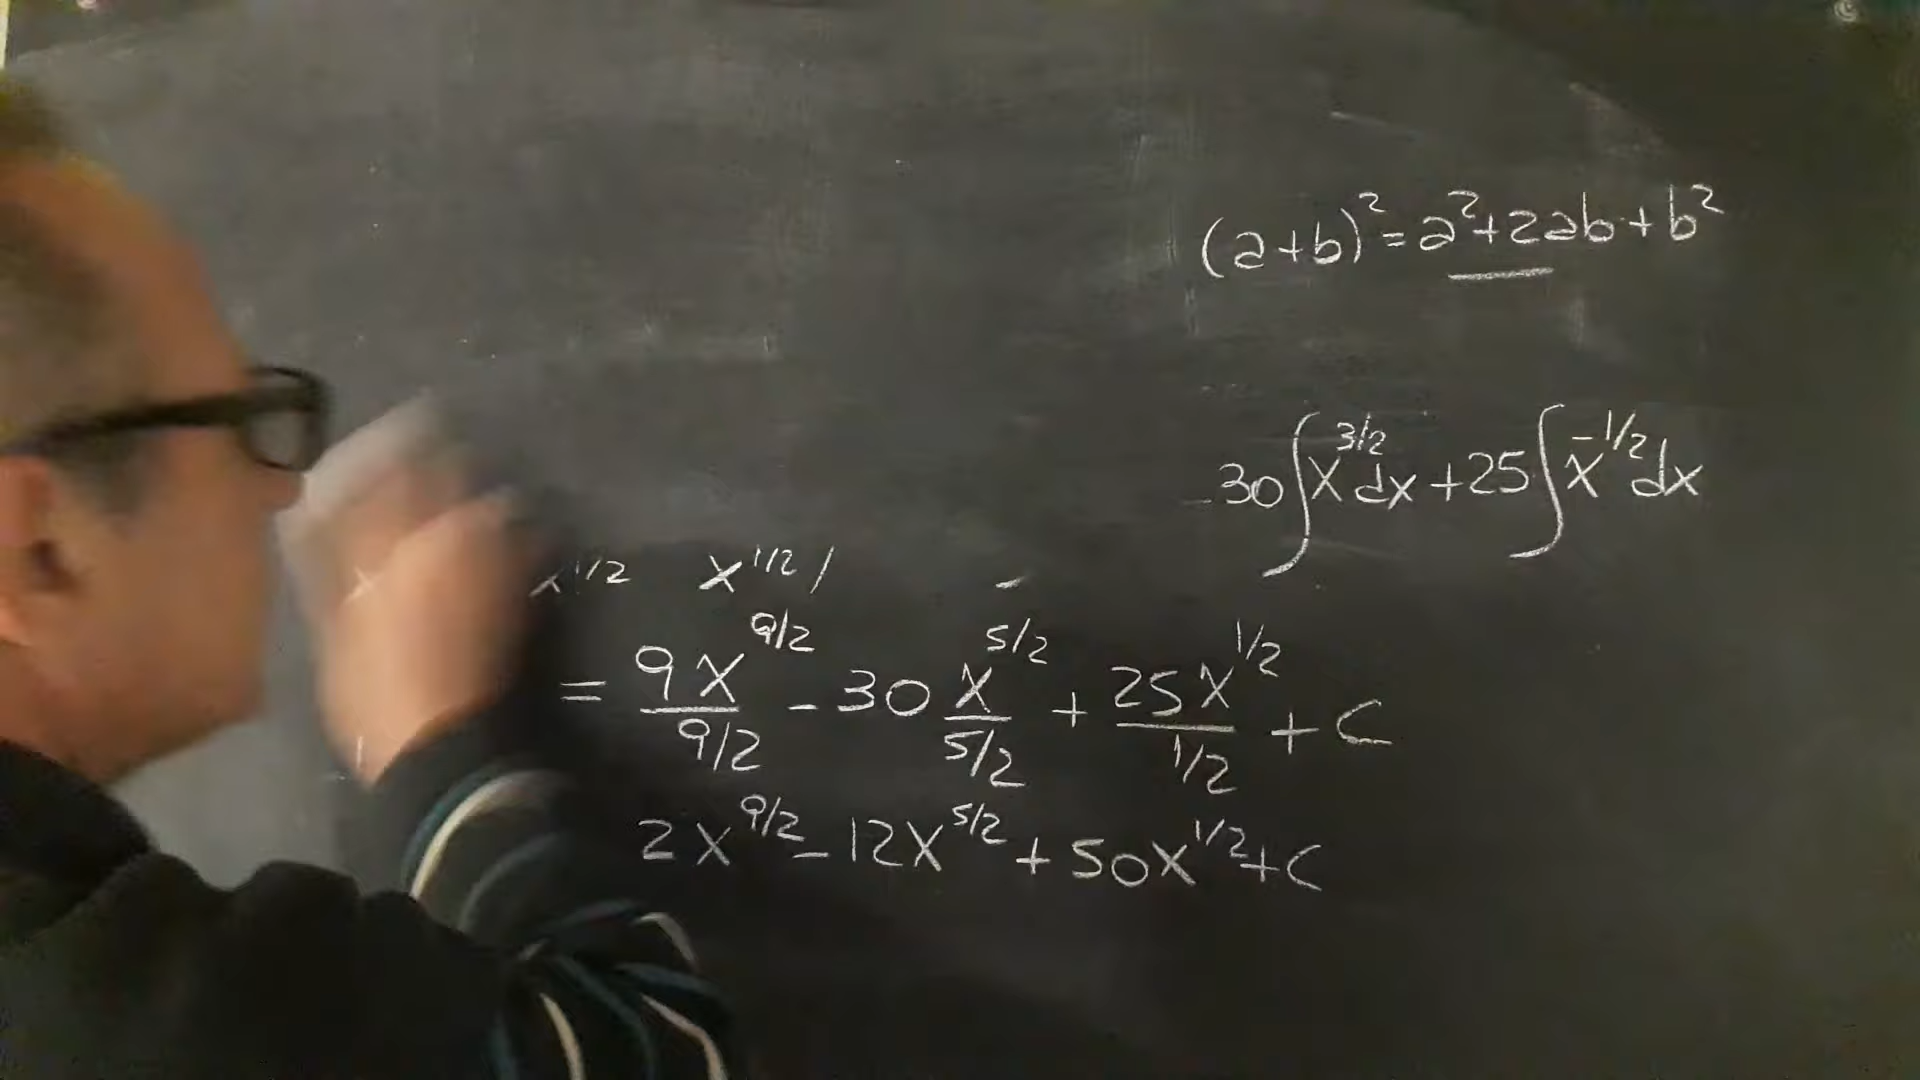 (a+b)²=a²+2ab+b²
-30∫x^3/2 dx+25∫x^-1/2 dx
x^1/2 x^1/2 /
= 9x^9/2 / 9/2 - 30 x^5/2 / 5/2 + 25x^1/2 / 1/2 + C
2x^9/2 - 12x^5/2 + 50x^1/2 + C